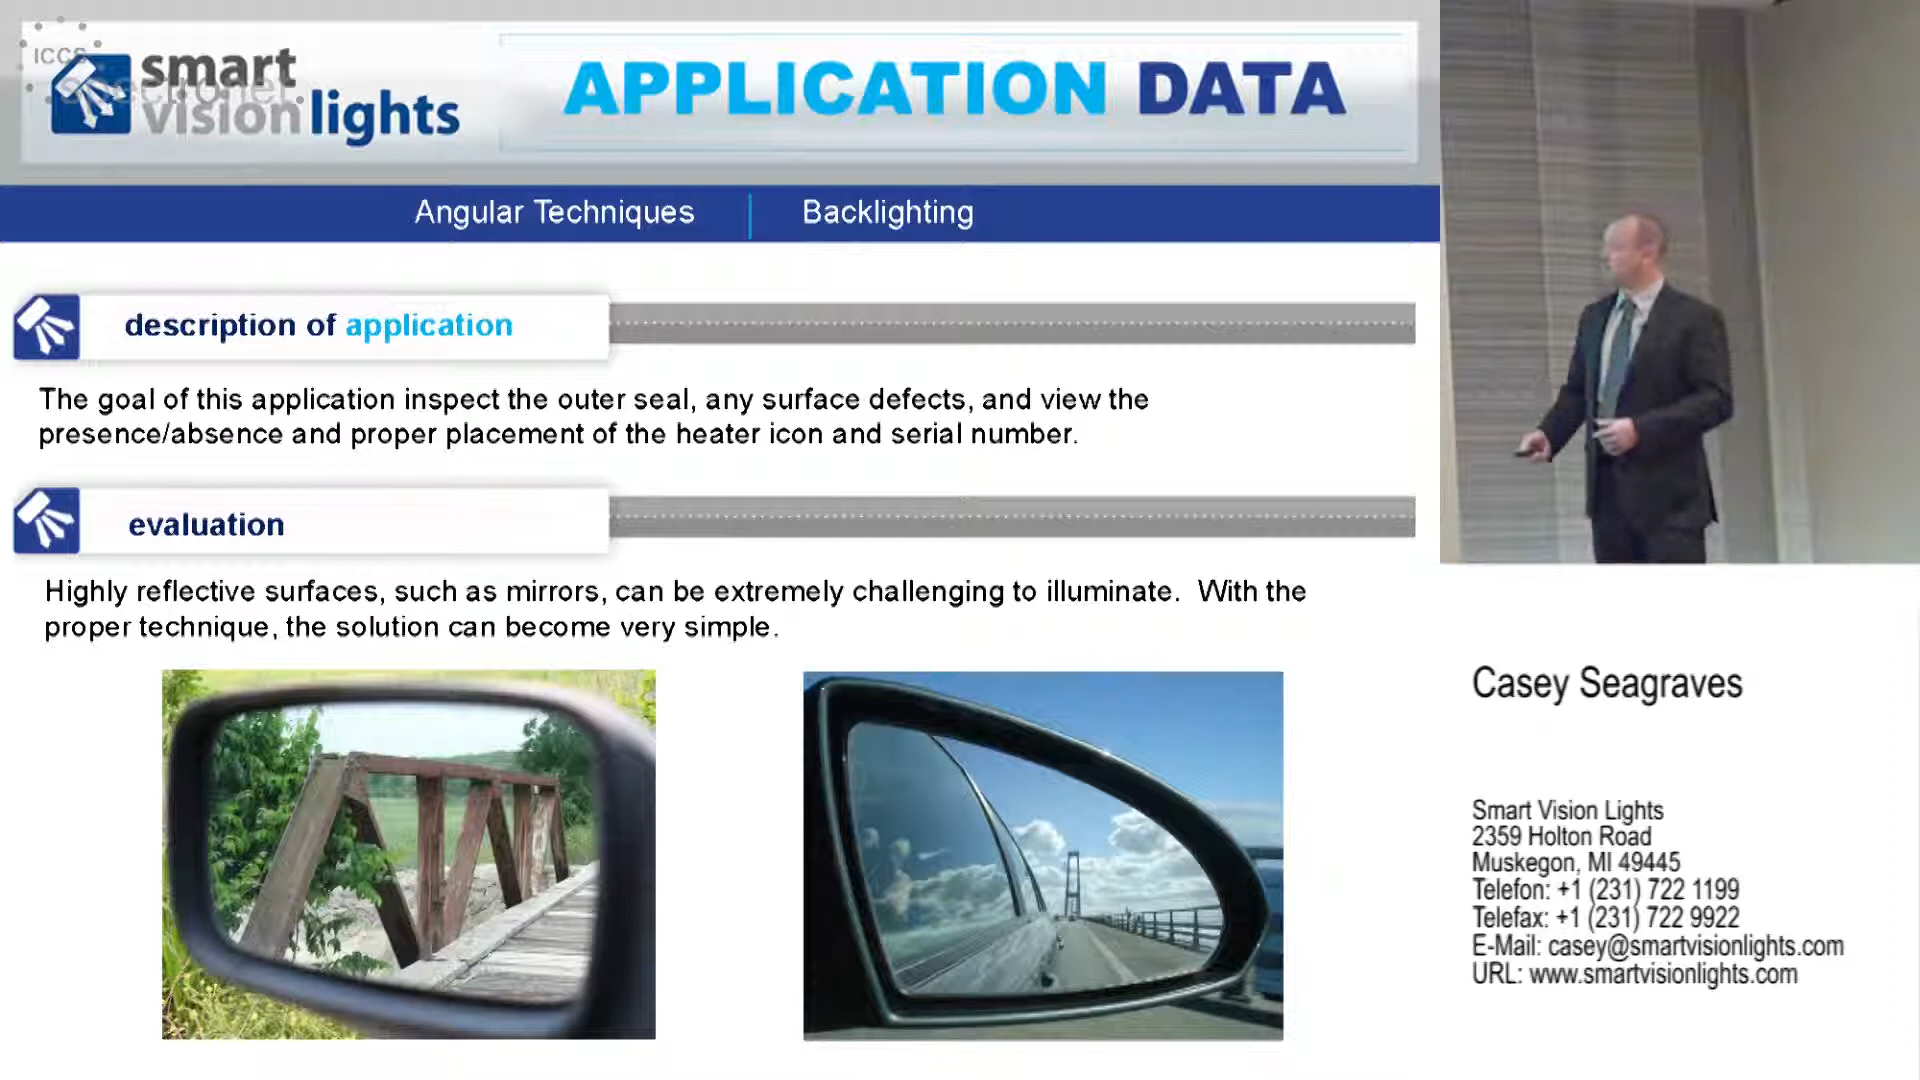 ICCS
smart
vision lights
APPLICATION DATA
Angular Techniques
Backlighting
description of application
The goal of this application inspect the outer seal, any surface defects, and view the
presence/absence and proper placement of the heater icon and serial number.
evaluation
Highly reflective surfaces, such as mirrors, can be extremely challenging to illuminate. With the
proper technique, the solution can become very simple.
Casey Seagraves
Smart Vision Lights
2359 Holton Road
Muskegon, MI 49445
Telefon: +1 (231) 722 1199
Telefax: +1 (231) 722 9922
E-Mail: casey@smartvisionlights.com
URL: www.smartvisionlights.com